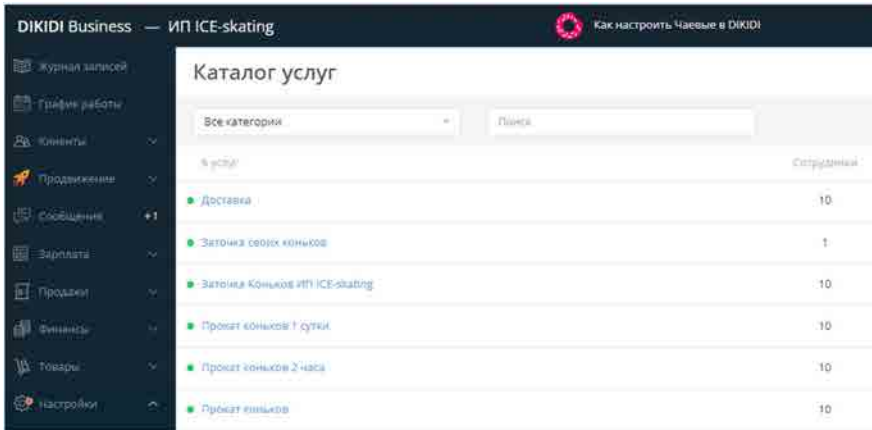 DIKIDI Business — ИП ICE-skating
Как настроить Чаевые в DIKIDI
Журнал записей
График работы
Клиенты
Продвижение
Сообщения +1
Зарплата
Продажи
Финансы
Товары
Настройки
Каталог услуг
Все категории
Поиск
6 услуг Сотрудники
Доставка 10
Заточка своих коньков 1
Заточка Коньков ИП ICE-skating 10
Прокат коньков 1 сутки 10
Прокат коньков 2 часа 10
Прокат коньков 10